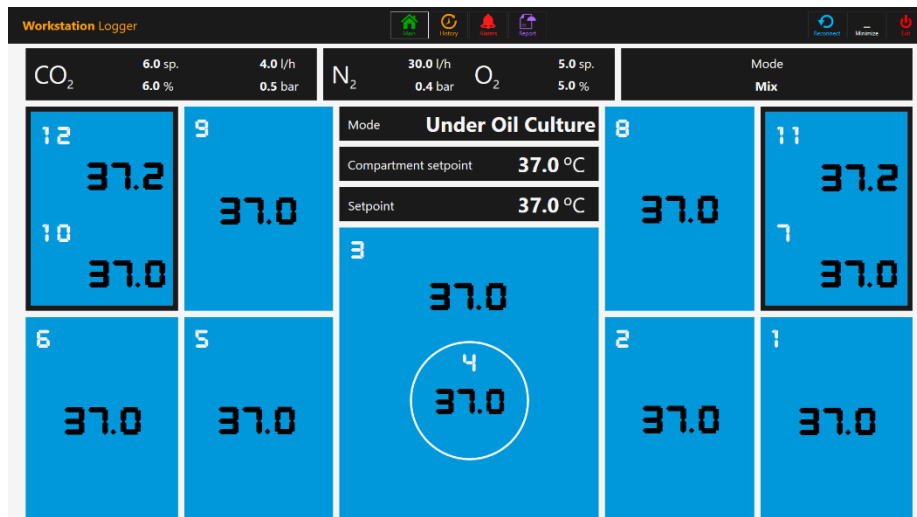 Workstation Logger
Main
History
Alarms
Report
Reconnect
Minimize
Exit
CO2
6.0 sp.
4.0 l/h
6.0 %
0.5 bar
N2
30.0 l/h
0.4 bar
O2
5.0 sp.
5.0 %
Mode
Mix
12
37.2
10
37.0
9
37.0
Mode Under Oil Culture
Compartment setpoint 37.0 °C
Setpoint 37.0 °C
8
37.0
11
37.2
7
37.0
3
37.0
4
37.0
6
37.0
5
37.0
2
37.0
1
37.0